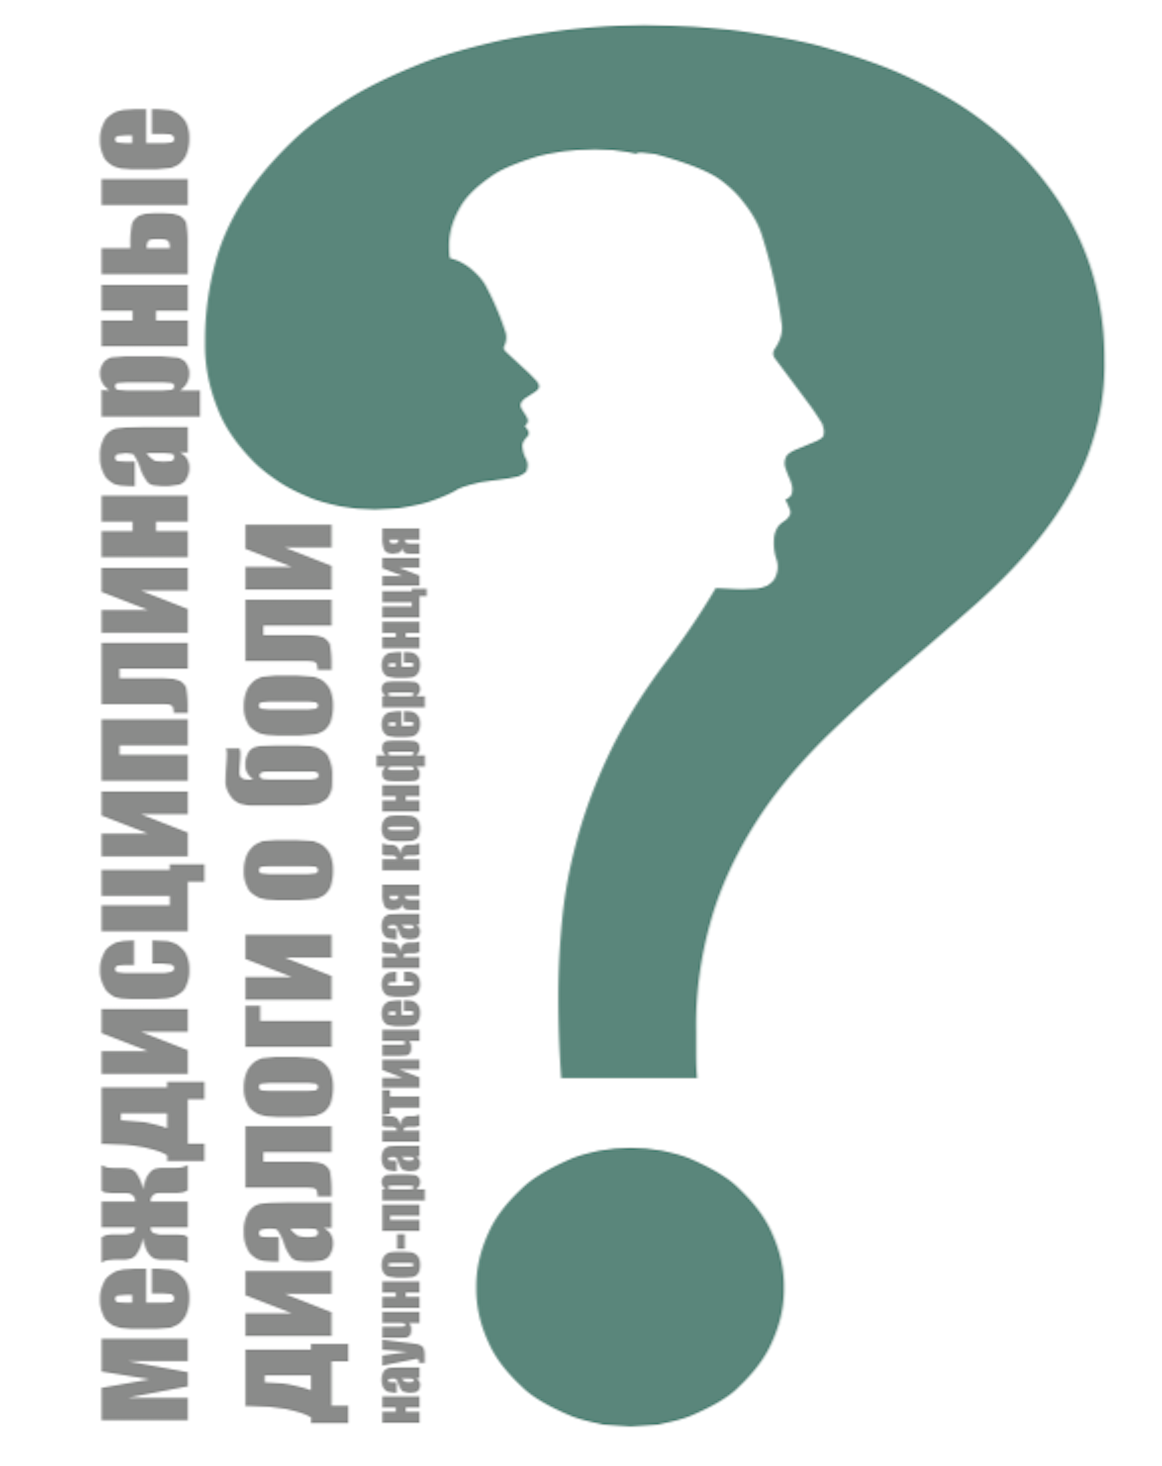 междисциплинарные
диалоги о боли
научно-практическая конференция